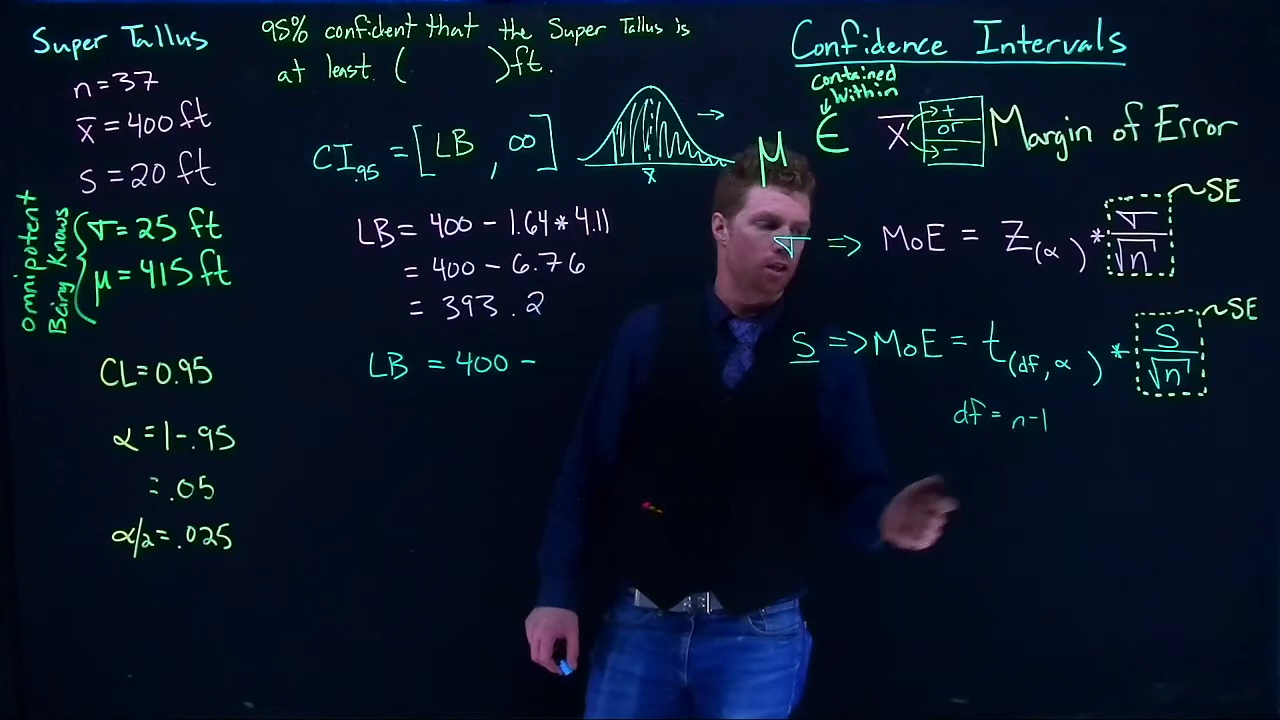 Super Tallus
n=37
x̄=400 ft
s=20 ft
Omnipotent
Being Knows
σ=25 ft
μ=415 ft
CL=0.95
α=1-.95
=.05
α/2=.025
95% confident that the Super Tallus is
at least ( ) ft.
CI.95 = [LB, ∞]
x̄
LB= 400 - 1.64*4.11
= 400 - 6.76
= 393.2
LB = 400 -
Confidence Intervals
contained
within
μ ∈ x̄ + or - Margin of Error
σ => MoE = Z(α) * σ/√n ~SE
s => MoE = t(df, α) * s/√n ~SE
df = n-1